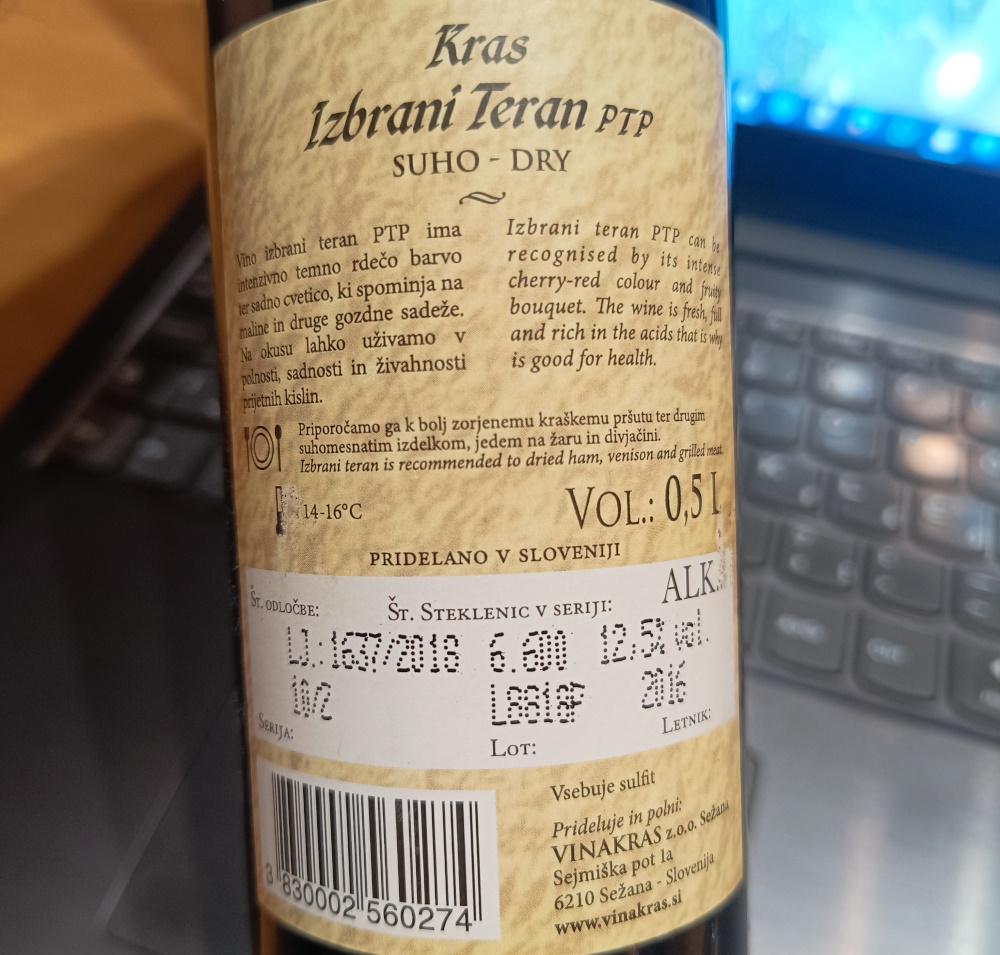 Kras
Izbrani Teran PTP
SUHO - DRY
Vino izbrani teran PTP ima
intenzivno temno rdečo barvo
ter sadno cvetico, ki spominja na
maline in druge gozdne sadeže.
Na okusu lahko uživamo v
polnosti, sadnosti in živahnosti
prijetnih kislin.
Izbrani teran PTP can be
recognised by its intense
cherry-red colour and fruity
bouquet. The wine is fresh, full
and rich in the acids that is why
is good for health.
Priporočamo ga k bolj zorjenemu kraškemu pršutu ter drugim
suhomesnatim izdelkom, jedem na žaru in divjačini.
Izbrani teran is recommended to dried ham, venison and grilled meat.
14-16°C
VOL.: 0,5 L
PRIDELANO V SLOVENIJI
ALK.
ŠT. ODLOČBE:
ŠT. STEKLENIC V SERIJI:
LJ.:1637/2018 6.600 12,5% vol.
10/2 2016
SERIJA:
LOT:
LETNIK:
3 830002 560274
Vsebuje sulfit
Prideluje in polni:
VINAKRAS z.o.o. Sežana
Sejmiška pot 1a
6210 Sežana - Slovenija
www.vinakras.si